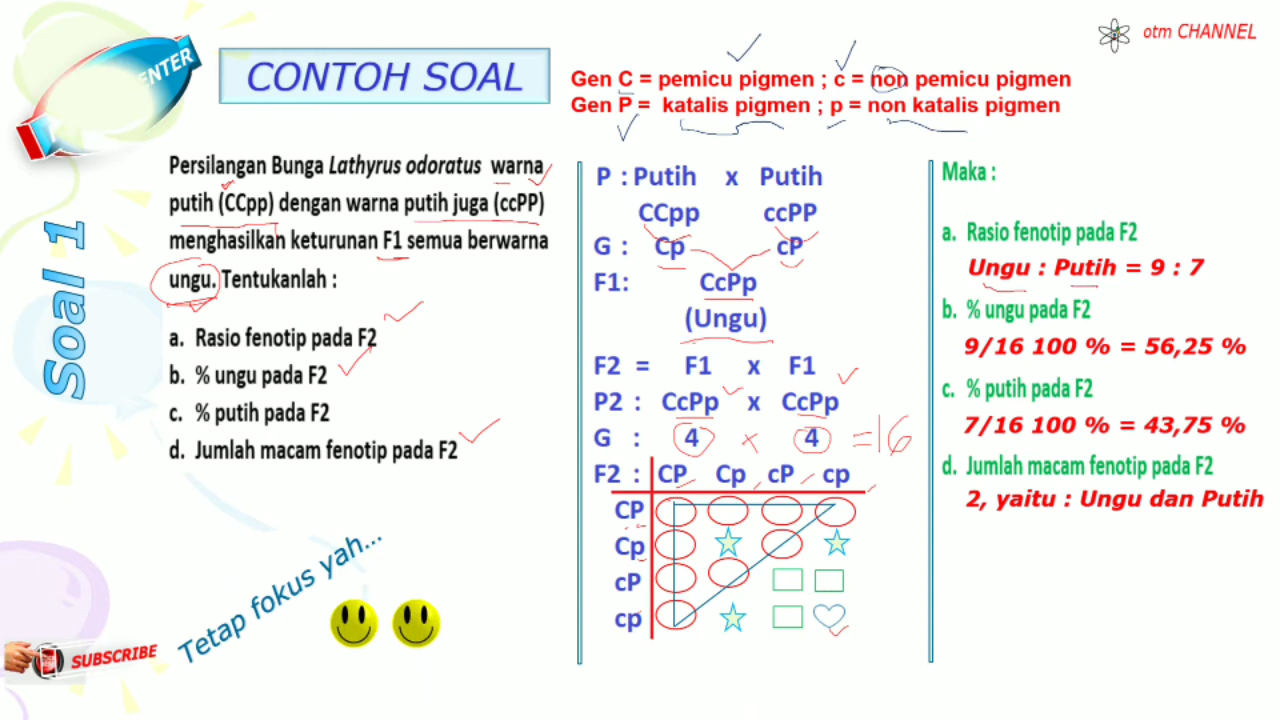 otm CHANNEL
ENTER
CONTOH SOAL
Gen C = pemicu pigmen ; c = non pemicu pigmen
Gen P = katalis pigmen ; p = non katalis pigmen
Soal 1
Persilangan Bunga Lathyrus odoratus warna
putih (CCpp) dengan warna putih juga (ccPP)
menghasilkan keturunan F1 semua berwarna
ungu. Tentukanlah :
a. Rasio fenotip pada F2
b. % ungu pada F2
c. % putih pada F2
d. Jumlah macam fenotip pada F2
Tetap fokus yah...
SUBSCRIBE
P : Putih x Putih
CCpp ccPP
G : Cp cP
F1: CcPp
(Ungu)
F2 = F1 x F1
P2 : CcPp x CcPp
G : 4 x 4 =16
F2 : CP Cp cP cp
CP
Cp
cP
cp
Maka :
a. Rasio fenotip pada F2
Ungu : Putih = 9 : 7
b. % ungu pada F2
9/16 100 % = 56,25 %
c. % putih pada F2
7/16 100 % = 43,75 %
d. Jumlah macam fenotip pada F2
2, yaitu : Ungu dan Putih